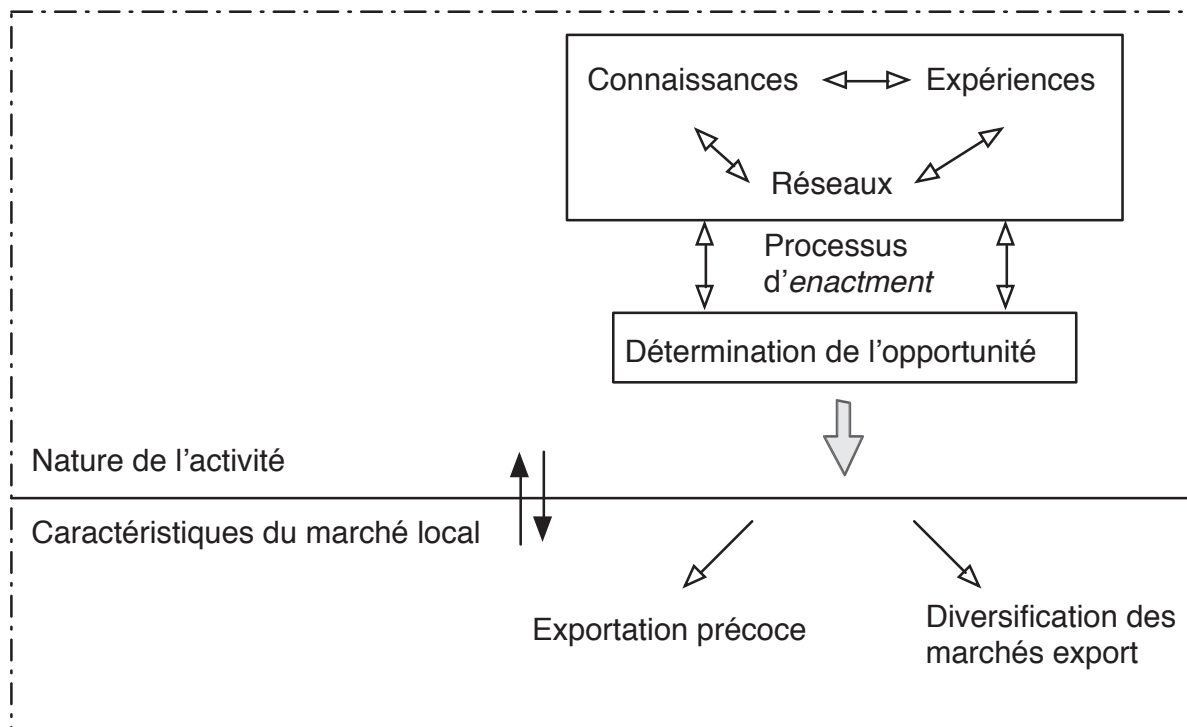 Connaissances Expériences
Réseaux
Processus
d’enactment
Détermination de l’opportunité
Nature de l’activité
Caractéristiques du marché local
Exportation précoce
Diversification des
marchés export